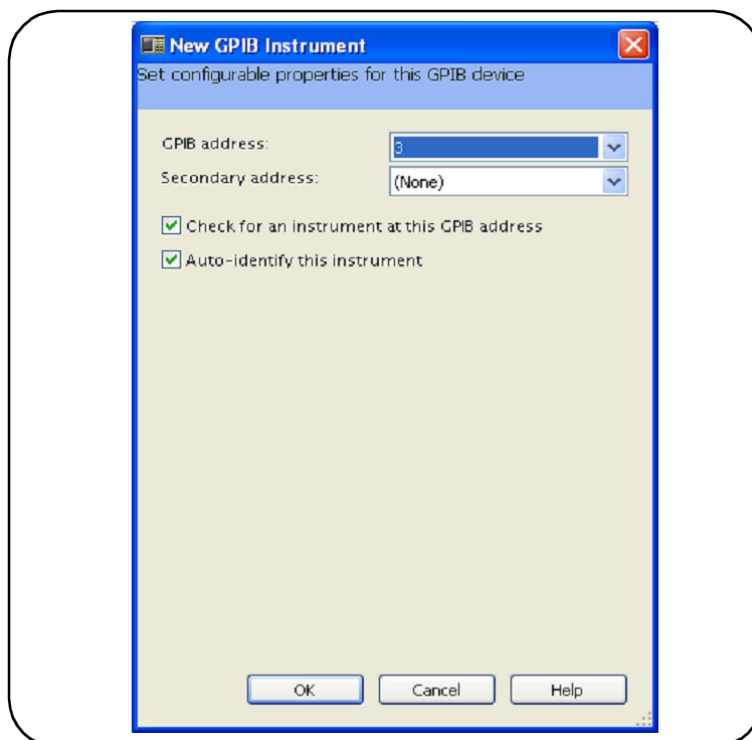 New GPIB Instrument
Set configurable properties for this GPIB device
GPIB address: 3
Secondary address: (None)
Check for an instrument at this GPIB address
Auto-identify this instrument
OK Cancel Help